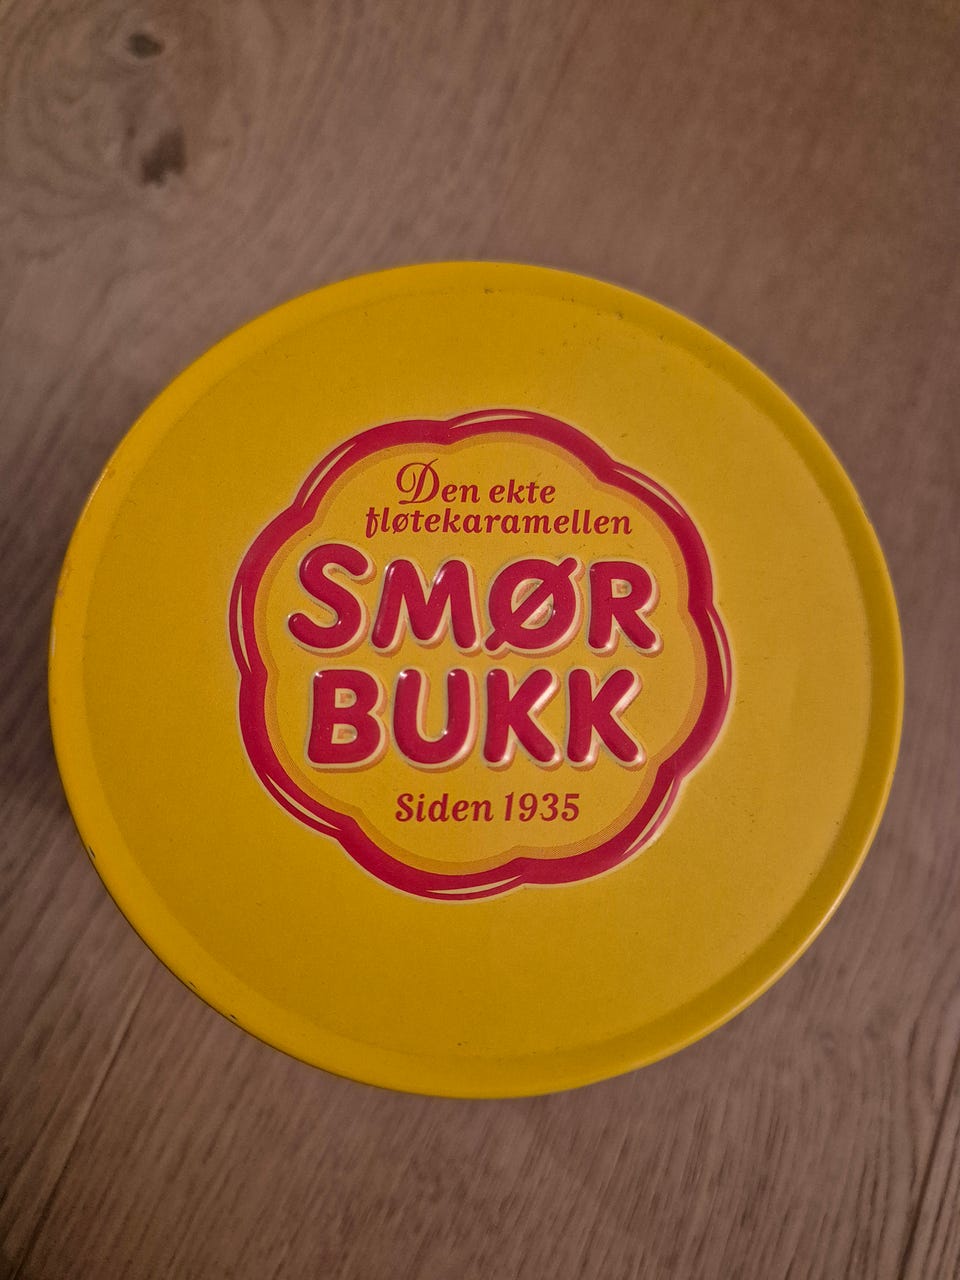 Den ekte
fløtekaramellen
SMØR
BUKK
Siden 1935